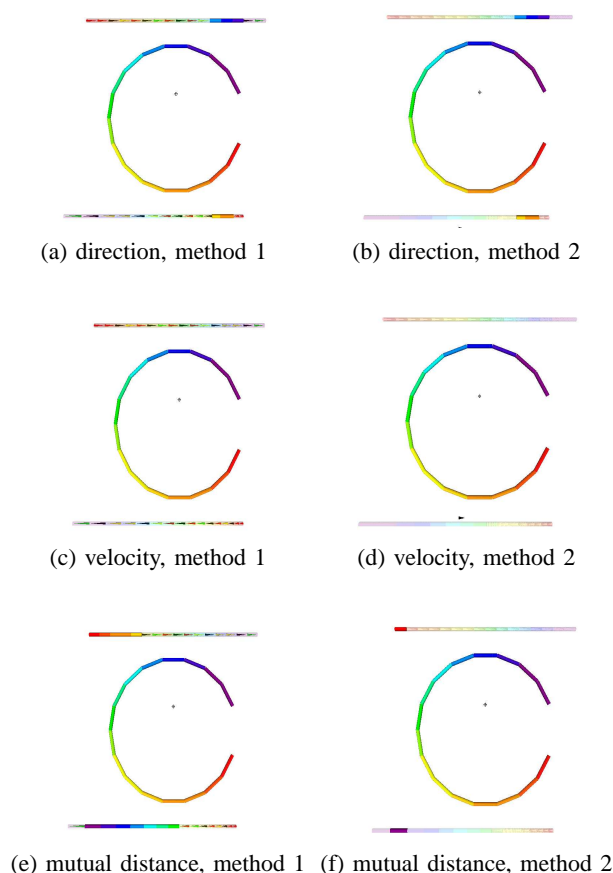 (a) direction, method 1
(b) direction, method 2
(c) velocity, method 1
(d) velocity, method 2
(e) mutual distance, method 1
(f) mutual distance, method 2